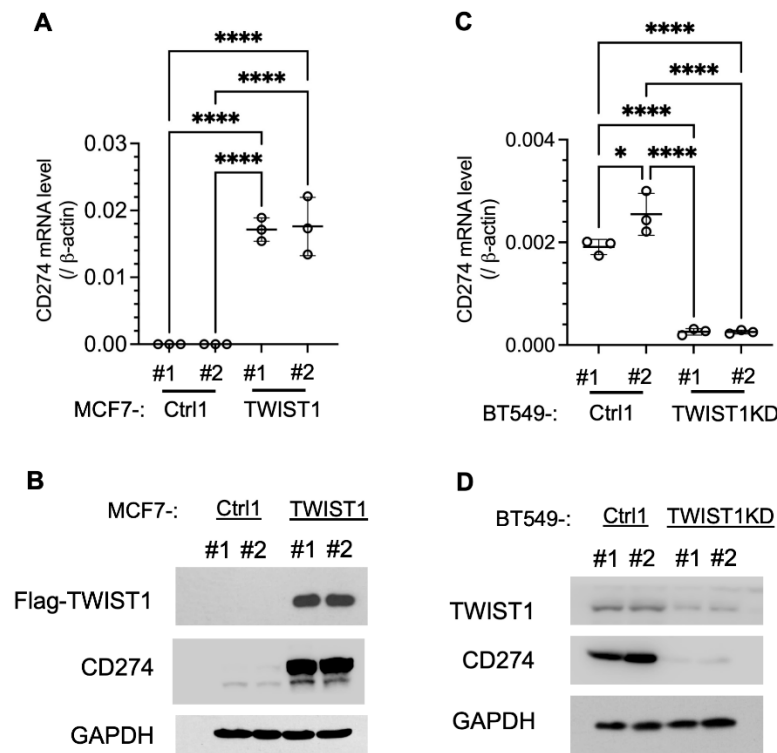 A
****
****
****
****
CD274 mRNA level
(/ β-actin)
0.03
0.02
0.01
0.00
#1 #2 #1 #2
MCF7-: Ctrl1 TWIST1
C
****
****
****
* ****
CD274 mRNA level
(/ β-actin)
0.004
0.002
0.000
#1 #2 #1 #2
BT549-: Ctrl1 TWIST1KD
B
MCF7-: Ctrl1 TWIST1
#1 #2 #1 #2
Flag-TWIST1
CD274
GAPDH
D
BT549-: Ctrl1 TWIST1KD
#1 #2 #1 #2
TWIST1
CD274
GAPDH